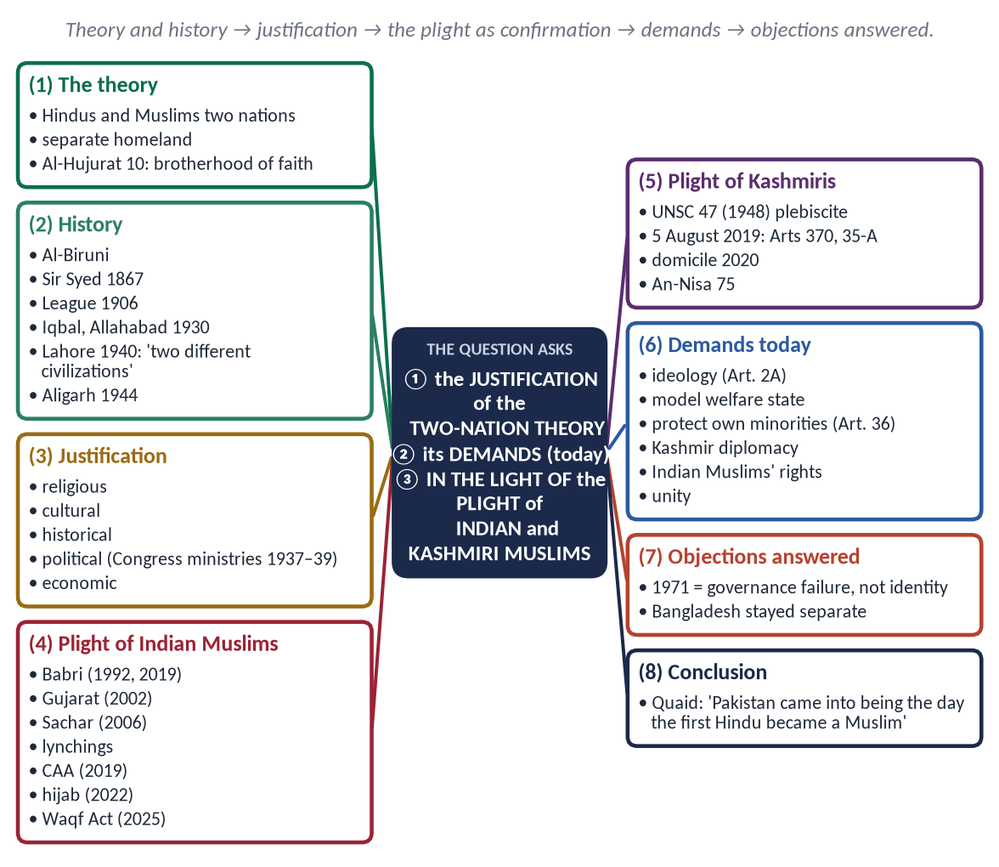 Theory and history → justification → the plight as confirmation → demands → objections answered.
(1) The theory
• Hindus and Muslims two nations
• separate homeland
• Al-Hujurat 10: brotherhood of faith
(2) History
• Al-Biruni
• Sir Syed 1867
• League 1906
• Iqbal, Allahabad 1930
• Lahore 1940: 'two different
civilizations'
• Aligarh 1944
(3) Justification
• religious
• cultural
• historical
• political (Congress ministries 1937–39)
• economic
(4) Plight of Indian Muslims
• Babri (1992, 2019)
• Gujarat (2002)
• Sachar (2006)
• lynchings
• CAA (2019)
• hijab (2022)
• Waqf Act (2025)
THE QUESTION ASKS
① the JUSTIFICATION
of the
TWO-NATION THEORY
② its DEMANDS (today)
③ IN THE LIGHT OF the
PLIGHT of
INDIAN and
KASHMIRI MUSLIMS
(5) Plight of Kashmiris
• UNSC 47 (1948) plebiscite
• 5 August 2019: Arts 370, 35-A
• domicile 2020
• An-Nisa 75
(6) Demands today
• ideology (Art. 2A)
• model welfare state
• protect own minorities (Art. 36)
• Kashmir diplomacy
• Indian Muslims' rights
• unity
(7) Objections answered
• 1971 = governance failure, not identity
• Bangladesh stayed separate
(8) Conclusion
• Quaid: 'Pakistan came into being the day
the first Hindu became a Muslim'